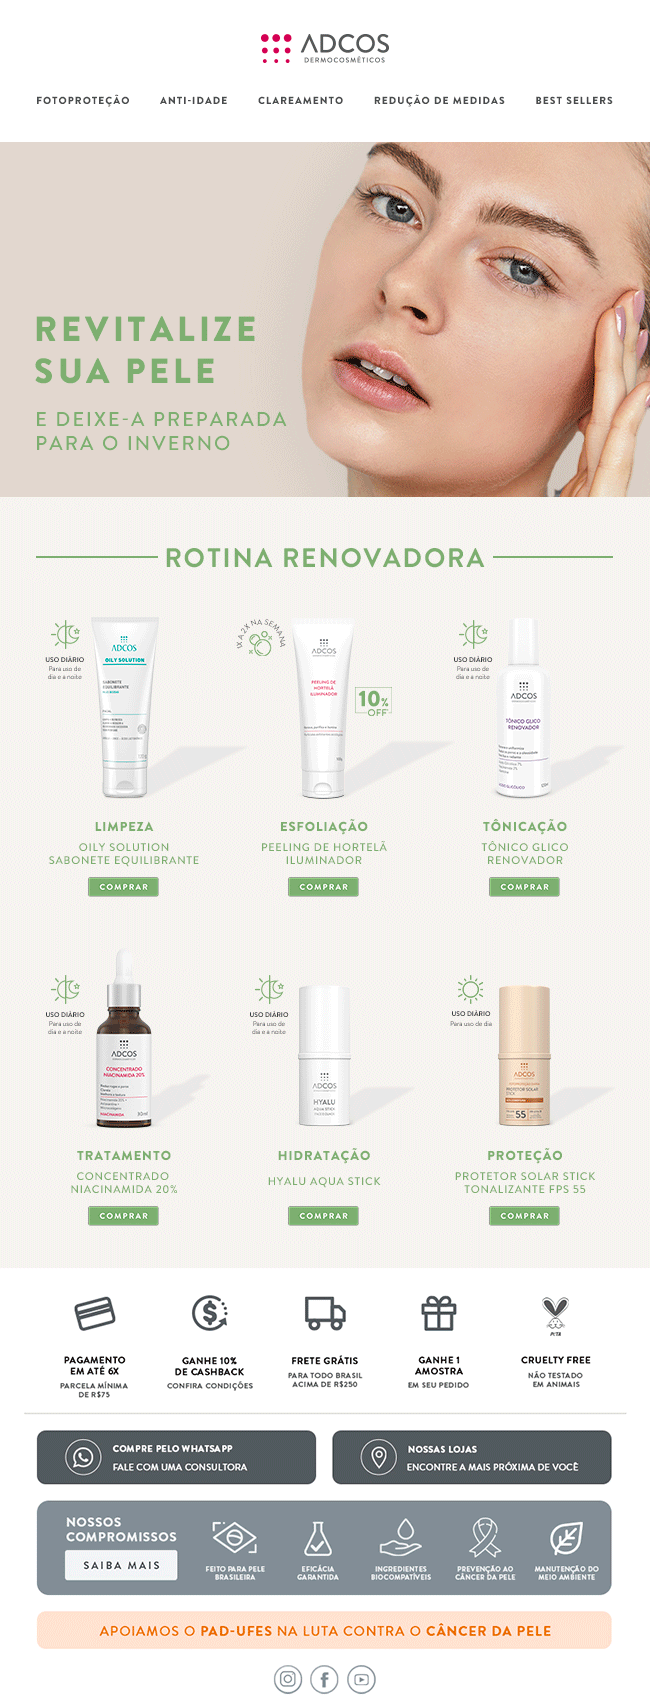 ADCOS
DERMOCOSMÉTICOS
FOTOPROTEÇÃO ANTI-IDADE CLAREAMENTO REDUÇÃO DE MEDIDAS BEST SELLERS
REVITALIZE
SUA PELE
E DEIXE-A PREPARADA
PARA O INVERNO
ROTINA RENOVADORA
USO DIÁRIO
Para uso de
dia e a noite
ADCOS
OILY SOLUTION
SABONETE
EQUILIBRANTE
1X A 2X NA SEMANA
ADCOS
PEELING DE
HORTELÃ
ILUMINADOR
10%
OFF
USO DIÁRIO
Para uso de
dia e a noite
ADCOS
TÔNICO GLICO
RENOVADOR
LIMPEZA
OILY SOLUTION
SABONETE EQUILIBRANTE
COMPRAR
ESFOLIAÇÃO
PEELING DE HORTELÃ
ILUMINADOR
COMPRAR
TÔNICAÇÃO
TÔNICO GLICO
RENOVADOR
COMPRAR
USO DIÁRIO
Para uso de
dia e a noite
ADCOS
CONCENTRADO
NIACINAMIDA 20%
NIACINAMIDA
30ml
USO DIÁRIO
Para uso de
dia e a noite
ADCOS
HYALU
AQUA STICK
USO DIÁRIO
Para uso de dia
ADCOS
PROTETOR SOLAR
STICK
55
TRATAMENTO
CONCENTRADO
NIACINAMIDA 20%
COMPRAR
HIDRATAÇÃO
HYALU AQUA STICK
COMPRAR
PROTEÇÃO
PROTETOR SOLAR STICK
TONALIZANTE FPS 55
COMPRAR
PAGAMENTO
EM ATÉ 6X
PARCELA MÍNIMA
DE R$75
GANHE 10%
DE CASHBACK
CONFIRA CONDIÇÕES
FRETE GRÁTIS
PARA TODO BRASIL
ACIMA DE R$250
GANHE 1
AMOSTRA
EM SEU PEDIDO
PETA
CRUELTY FREE
NÃO TESTADO
EM ANIMAIS
COMPRE PELO WHATSAPP
FALE COM UMA CONSULTORA
NOSSAS LOJAS
ENCONTRE A MAIS PRÓXIMA DE VOCÊ
NOSSOS
COMPROMISSOS
SAIBA MAIS
FEITO PARA PELE
BRASILEIRA
EFICÁCIA
GARANTIDA
INGREDIENTES
BIOCOMPATÍVEIS
PREVENÇÃO AO
CÂNCER DA PELE
MANUTENÇÃO DO
MEIO AMBIENTE
APOIAMOS O PAD-UFES NA LUTA CONTRA O CÂNCER DA PELE